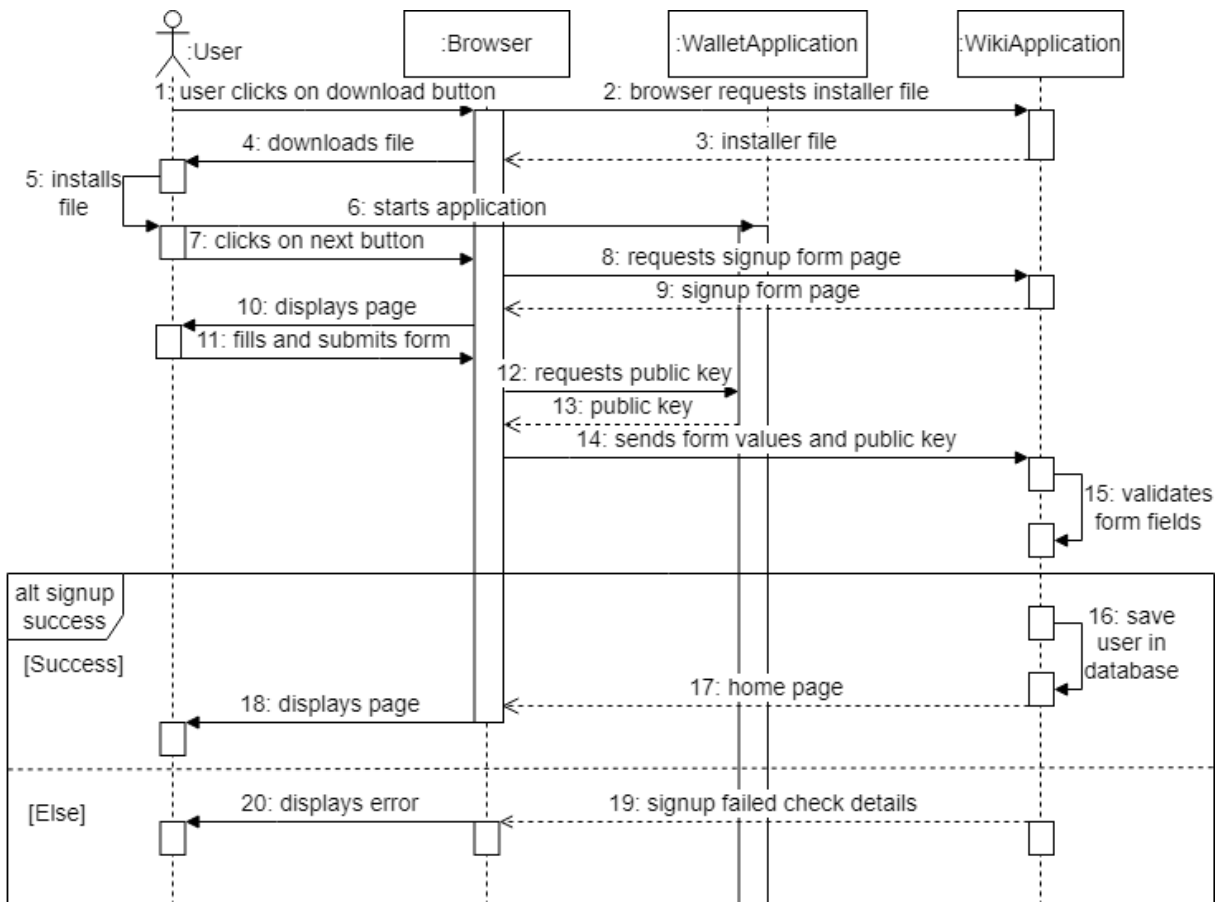 :User
:Browser
:WalletApplication
:WikiApplication
1: user clicks on download button
2: browser requests installer file
3: installer file
4: downloads file
5: installs
file
6: starts application
7: clicks on next button
8: requests signup form page
9: signup form page
10: displays page
11: fills and submits form
12: requests public key
13: public key
14: sends form values and public key
15: validates
form fields
alt signup
success
[Success]
16: save
user in
database
17: home page
18: displays page
[Else]
19: signup failed check details
20: displays error